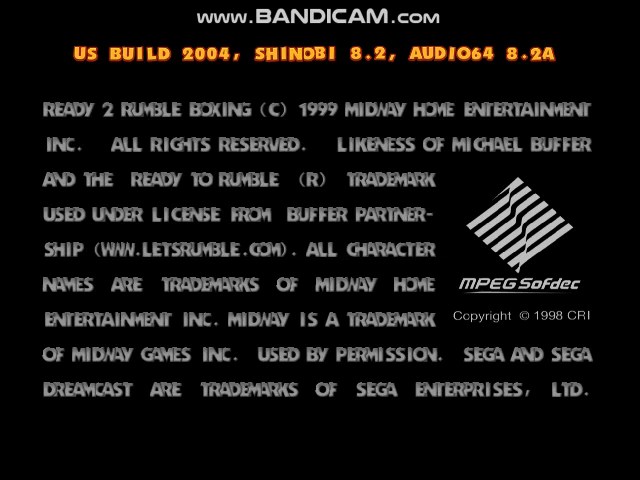 www.BANDICAM.com
US BUILD 2004, SHINOBI 8.2, AUDIO64 8.2A
READY 2 RUMBLE BOXING (C) 1999 MIDWAY HOME ENTERTAINMENT
INC. ALL RIGHTS RESERVED. LIKENESS OF MICHAEL BUFFER
AND THE READY TO RUMBLE (R) TRADEMARK
USED UNDER LICENSE FROM BUFFER PARTNER-
SHIP (WWW.LETSRUMBLE.COM). ALL CHARACTER
NAMES ARE TRADEMARKS OF MIDWAY HOME
ENTERTAINMENT INC. MIDWAY IS A TRADEMARK
OF MIDWAY GAMES INC. USED BY PERMISSION. SEGA AND SEGA
DREAMCAST ARE TRADEMARKS OF SEGA ENTERPRISES, LTD.
MPEG Sofdec
Copyright © 1998 CRI